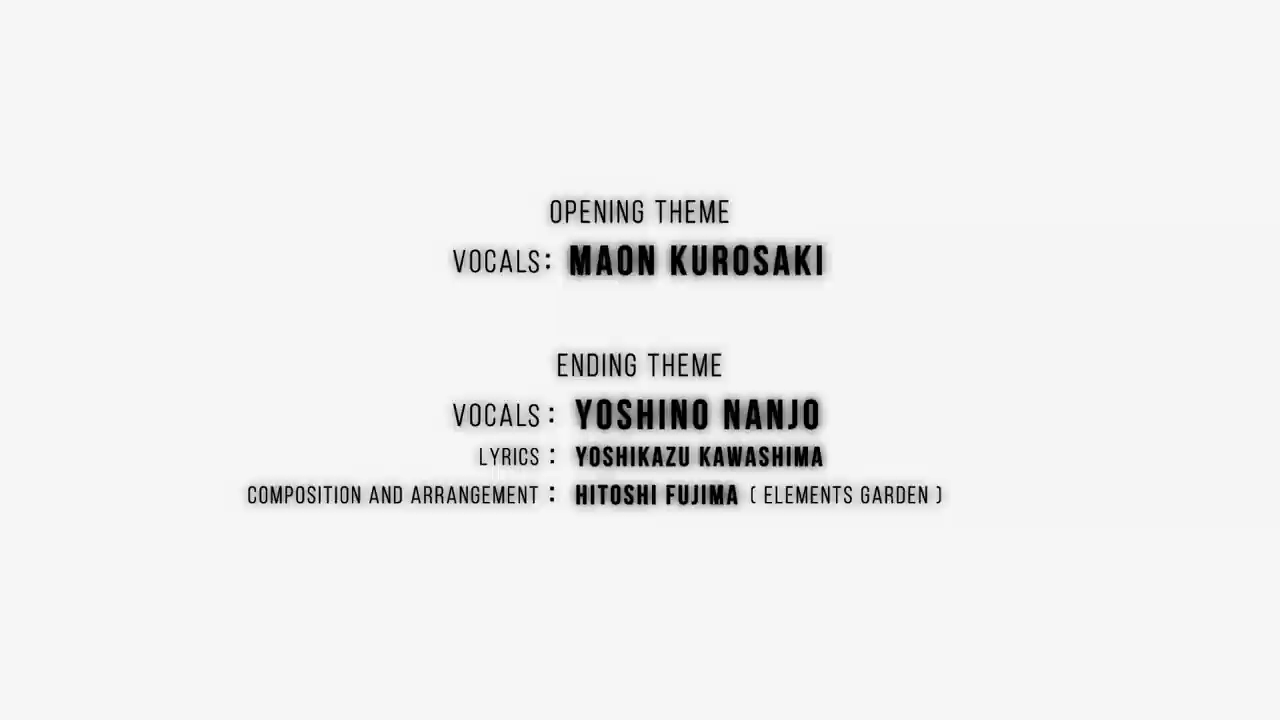 OPENING THEME
VOCALS: MAON KUROSAKI
ENDING THEME
VOCALS: YOSHINO NANJO
LYRICS: YOSHIKAZU KAWASHIMA
COMPOSITION AND ARRANGEMENT: HITOSHI FUJIMA ( ELEMENTS GARDEN )